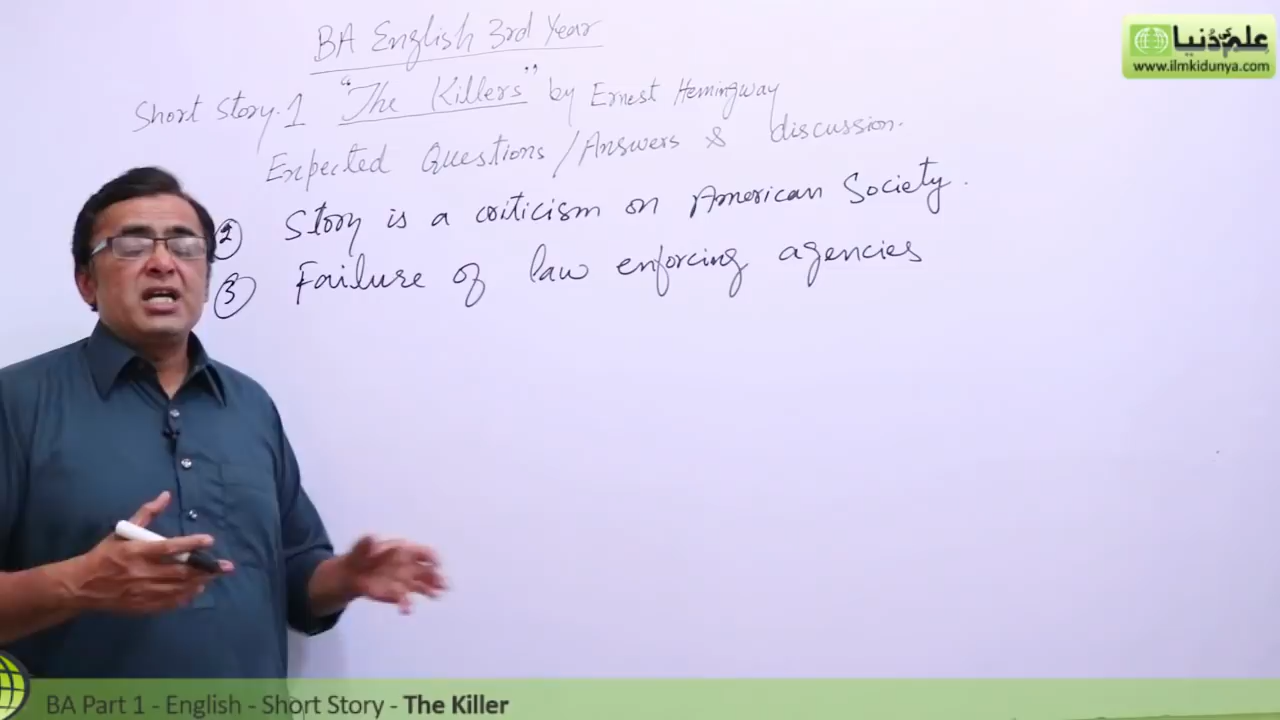 BA English 3rd Year
Short Story.1 "The Killers" by Ernest Hemingway
Expected Questions/Answers & discussion.
② Story is a criticism on American Society.
③ Failure of law enforcing agencies
علم کی دُنیا
www.ilmkidunya.com
BA Part 1 - English - Short Story - The Killer